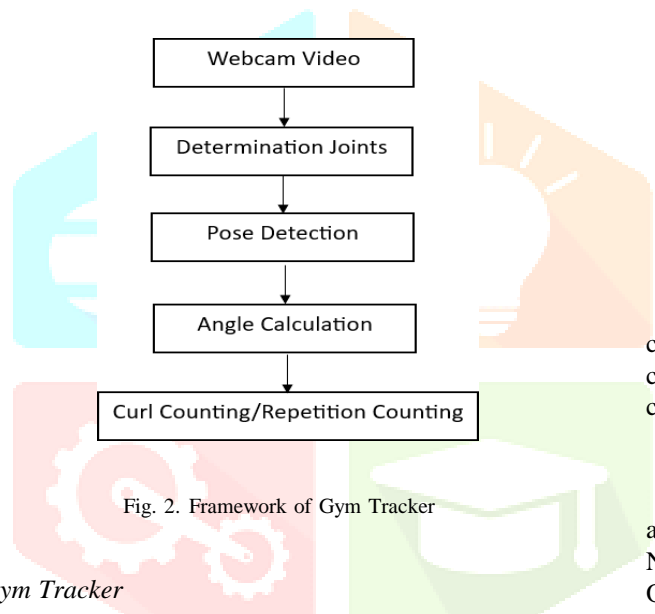 Webcam Video
Determination Joints
Pose Detection
Angle Calculation
Curl Counting/Repetition Counting
Fig. 2. Framework of Gym Tracker
ym Tracker
c
c
c
a
N